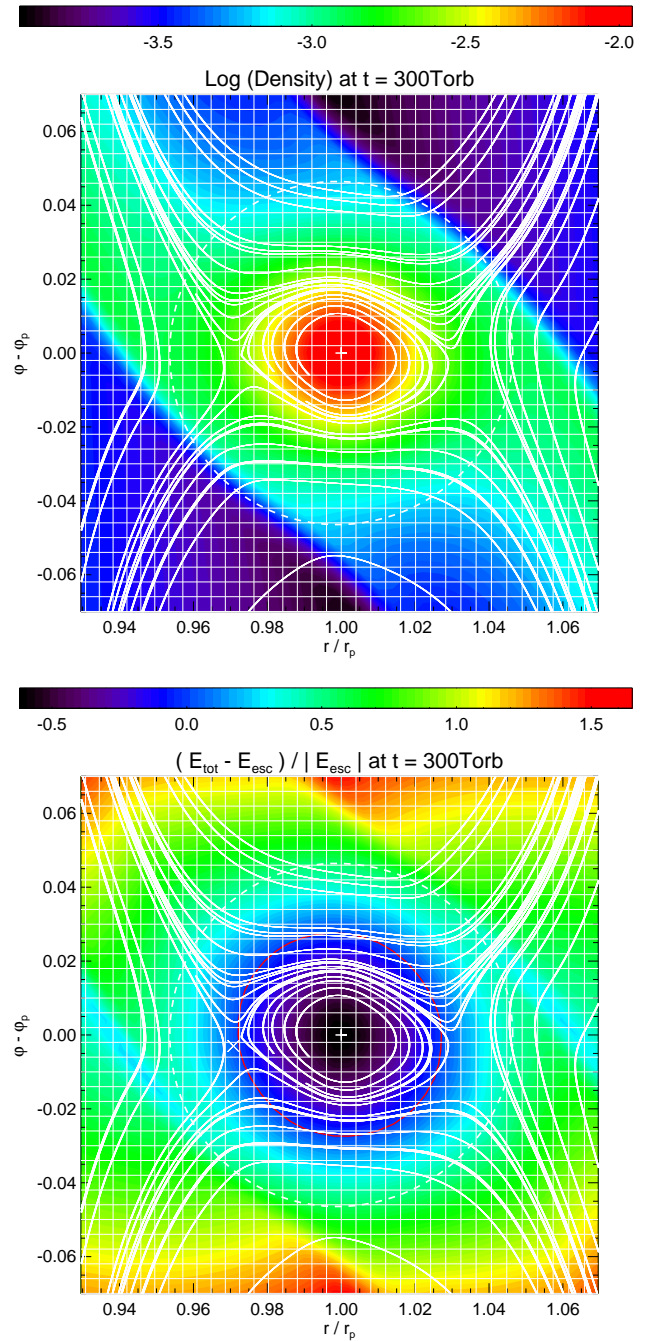 -3.5 -3.0 -2.5 -2.0
Log (Density) at t = 300Torb
0.06
0.04
0.02
0.00
-0.02
-0.04
-0.06
φ - φp
0.94 0.96 0.98 1.00 1.02 1.04 1.06
r / rp
-0.5 0.0 0.5 1.0 1.5
( Etot - Eesc ) / | Eesc | at t = 300Torb
0.06
0.04
0.02
0.00
-0.02
-0.04
-0.06
φ - φp
0.94 0.96 0.98 1.00 1.02 1.04 1.06
r / rp